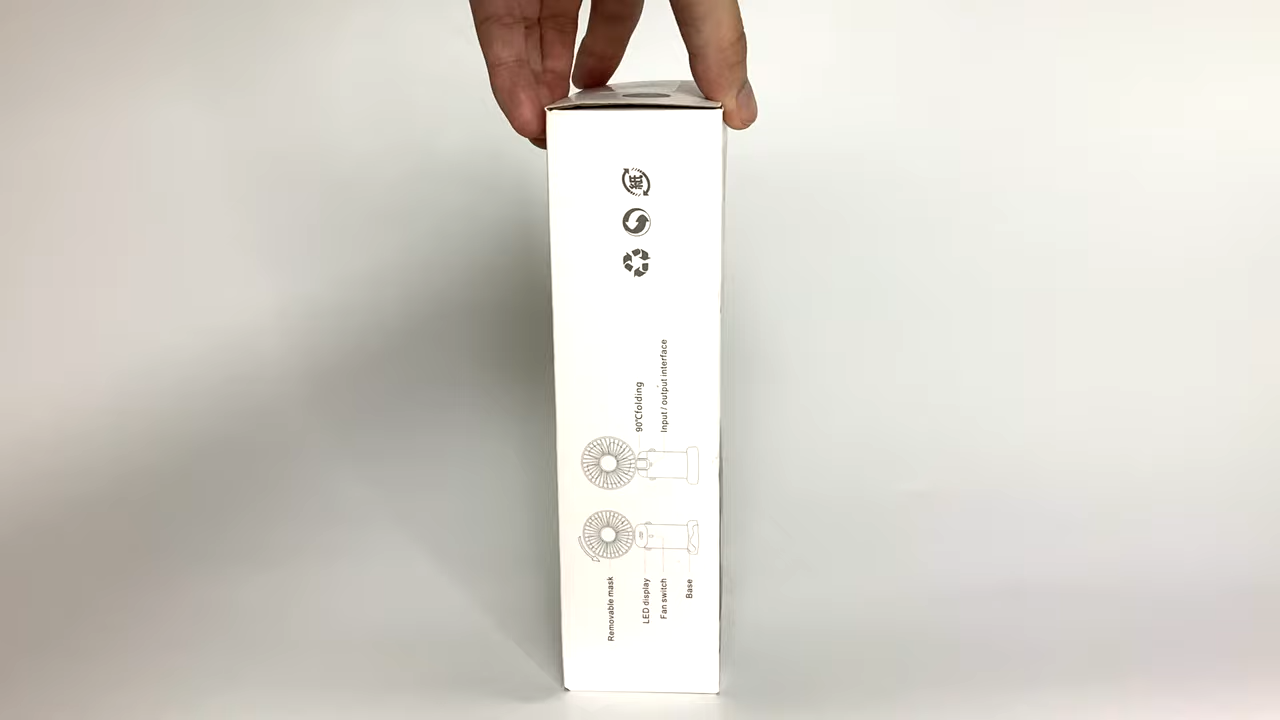 紙
90℃folding
Input / output interface
Removable mask
LED display
Fan switch
Base